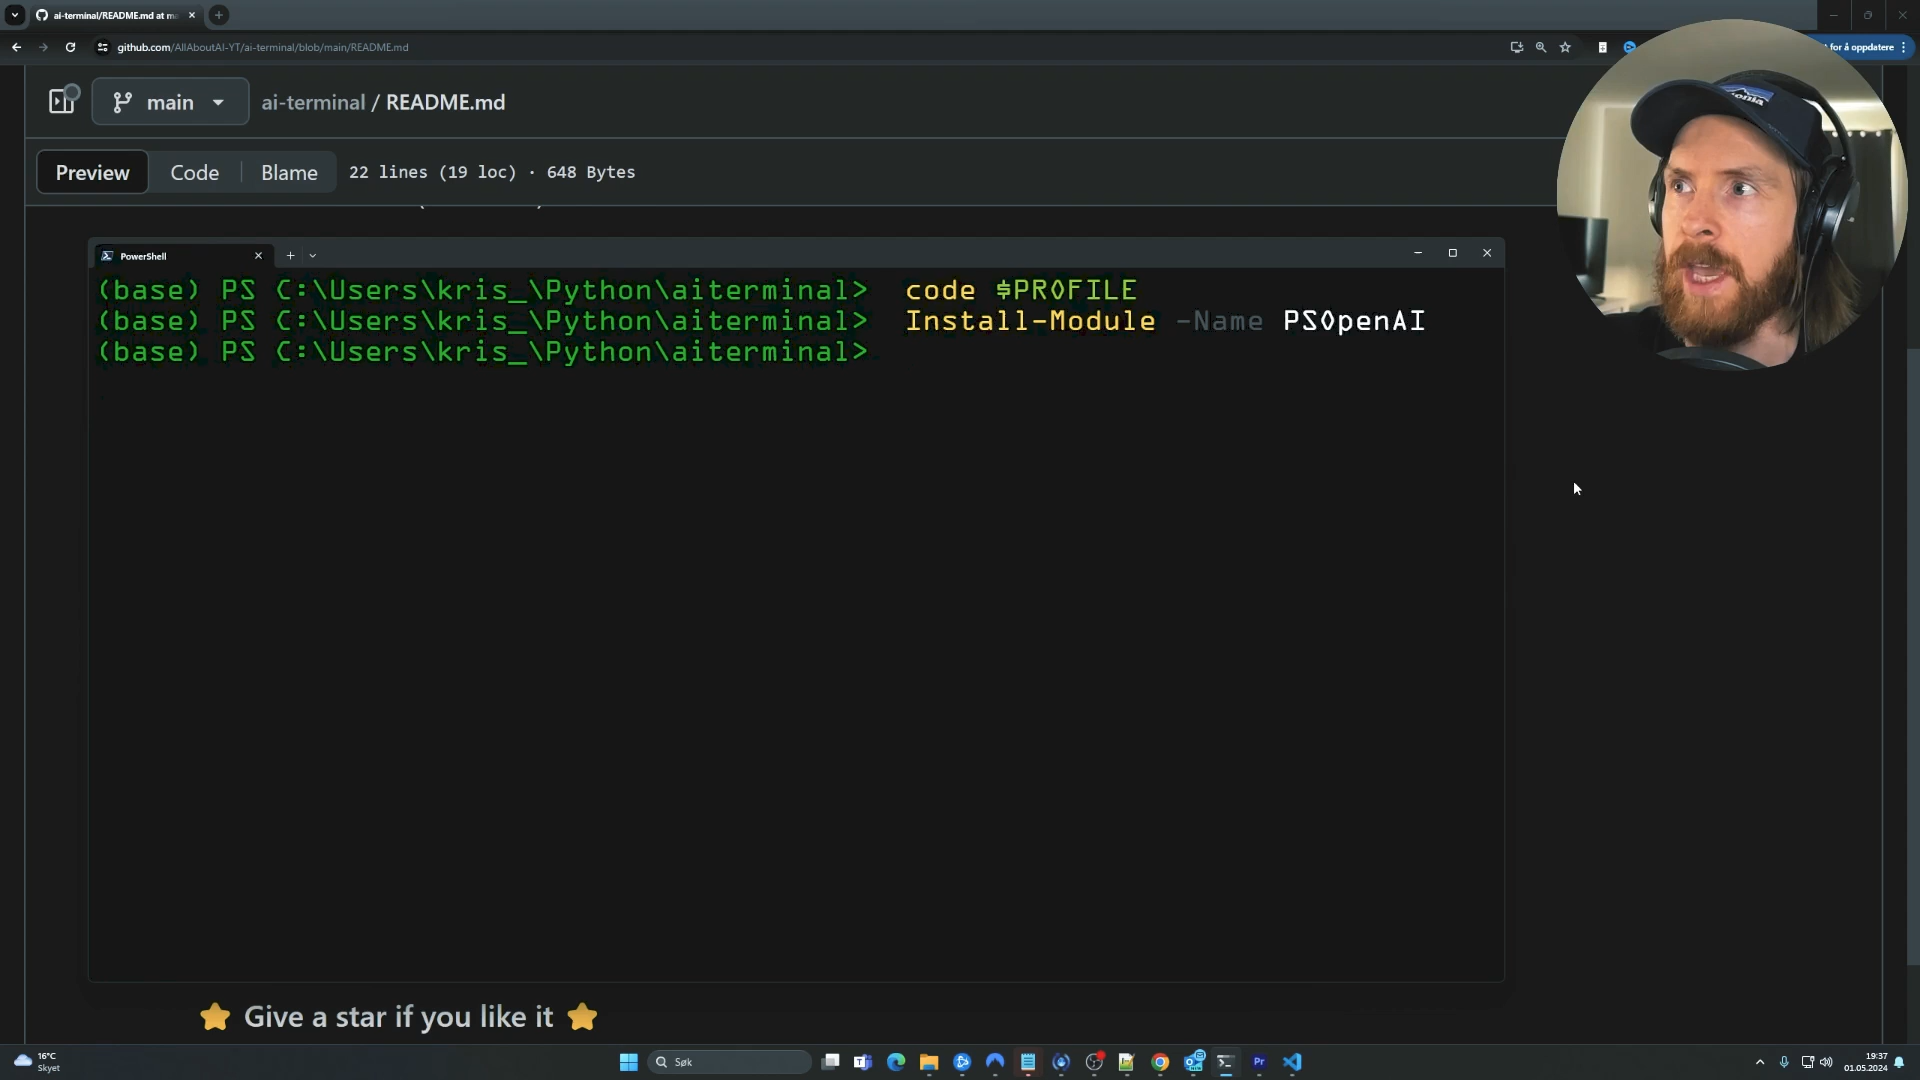 ai-terminal/README.md at m
github.com/AllAboutAI-YT/ai-terminal/blob/main/README.md
for å oppdatere
main
ai-terminal / README.md
Preview
Code
Blame
22 lines (19 loc) · 648 Bytes
PowerShell
(base) PS C:\Users\kris_\Python\aiterminal> code $PROFILE
(base) PS C:\Users\kris_\Python\aiterminal> Install-Module -Name PSOpenAI
(base) PS C:\Users\kris_\Python\aiterminal>
Give a star if you like it
16°C
Skyet
Søk
Pr
19:37
01.05.2024